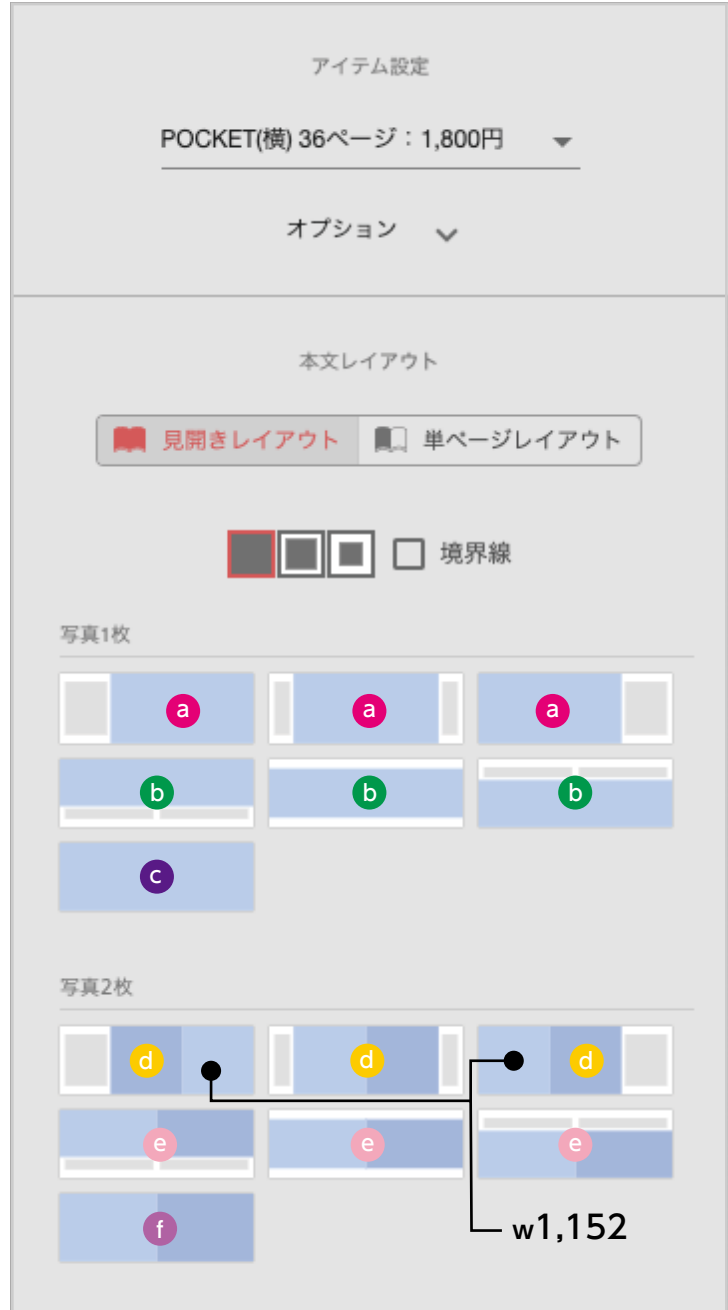 アイテム設定
POCKET(横) 36ページ：1,800円
オプション
本文レイアウト
見開きレイアウト 単ページレイアウト
境界線
写真1枚
a a a
b b b
c
写真2枚
d d d
e e e
f
w1,152